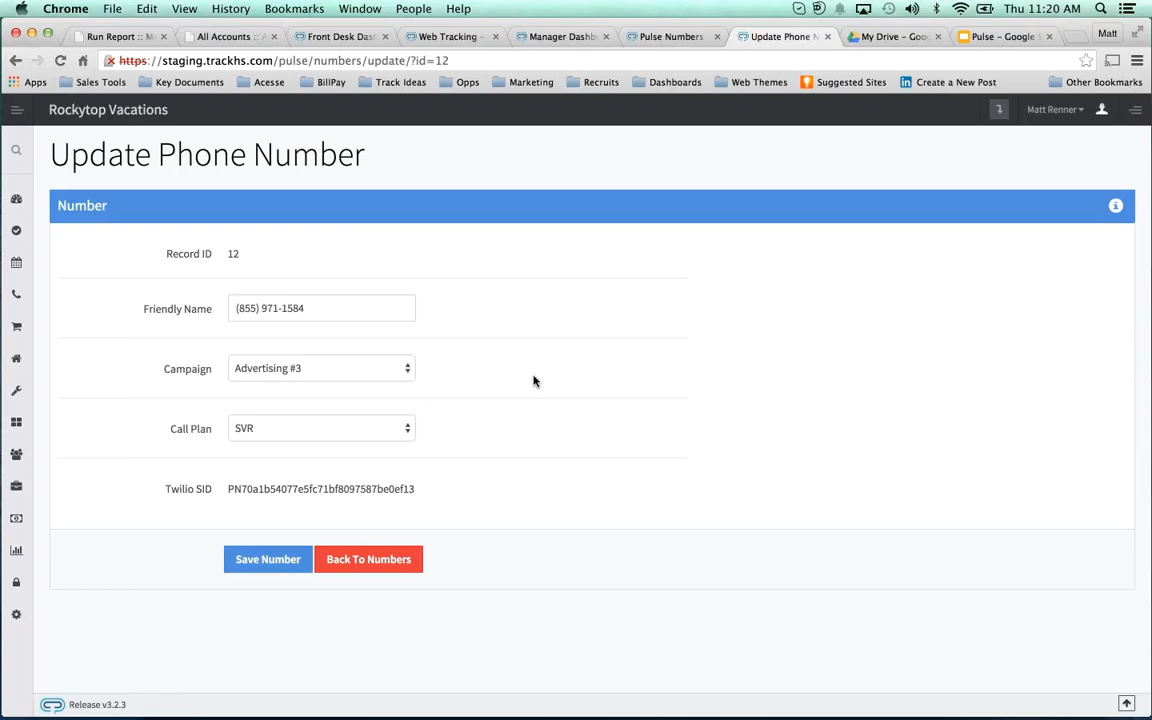 Chrome File Edit View History Bookmarks Window People Help Thu 11:20 AM
Run Report :: M All Accounts :: A Front Desk Dash Web Tracking - Manager Dashb Pulse Numbers Update Phone N My Drive - Goog Pulse - Google S Matt
https://staging.trackhs.com/pulse/numbers/update/?id=12
Apps Sales Tools Key Documents Acesse BillPay Track Ideas Opps Marketing Recruits Dashboards Web Themes Suggested Sites Create a New Post Other Bookmarks
Rockytop Vacations Matt Renner
Update Phone Number
Number
Record ID 12
Friendly Name (855) 971-1584
Campaign Advertising #3
Call Plan SVR
Twilio SID PN70a1b54077e5fc71bf8097587be0ef13
Save Number Back To Numbers
Release v3.2.3